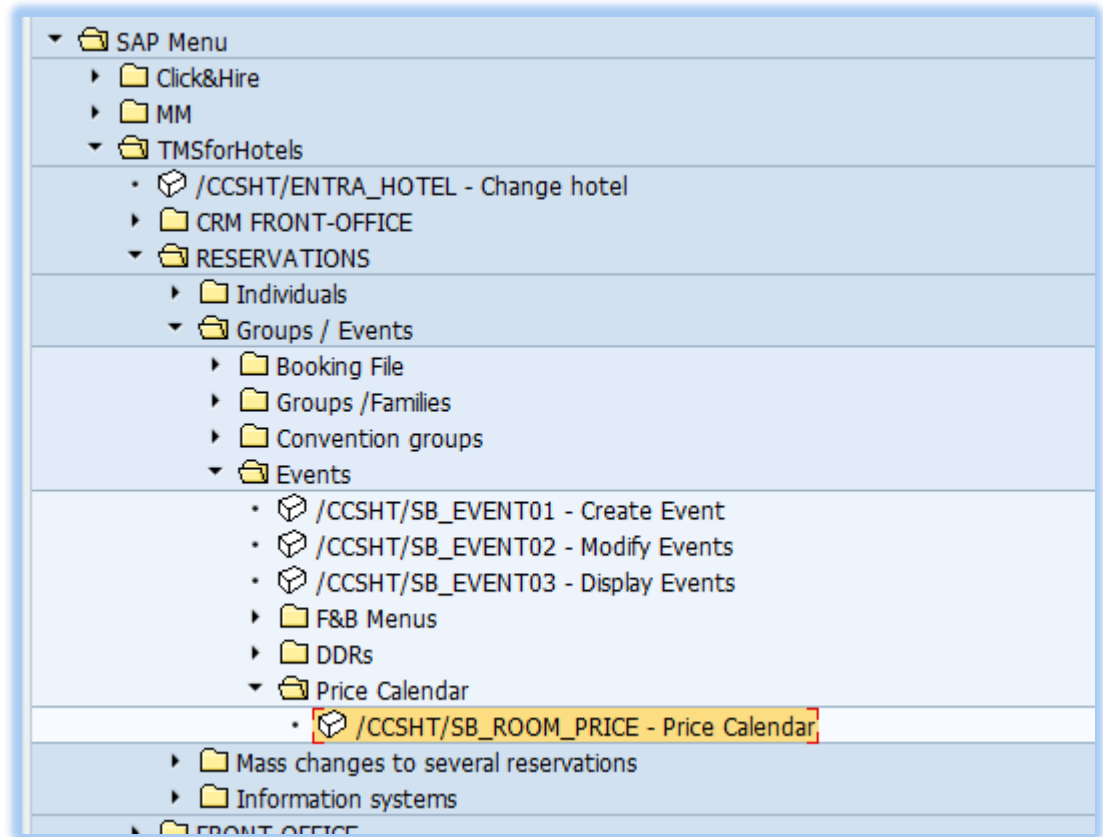 SAP Menu
Click&Hire
MM
TMSforHotels
/CCSHT/ENTRA_HOTEL - Change hotel
CRM FRONT-OFFICE
RESERVATIONS
Individuals
Groups / Events
Booking File
Groups /Families
Convention groups
Events
/CCSHT/SB_EVENT01 - Create Event
/CCSHT/SB_EVENT02 - Modify Events
/CCSHT/SB_EVENT03 - Display Events
F&B Menus
DDRs
Price Calendar
/CCSHT/SB_ROOM_PRICE - Price Calendar
Mass changes to several reservations
Information systems
FRONT OFFICE